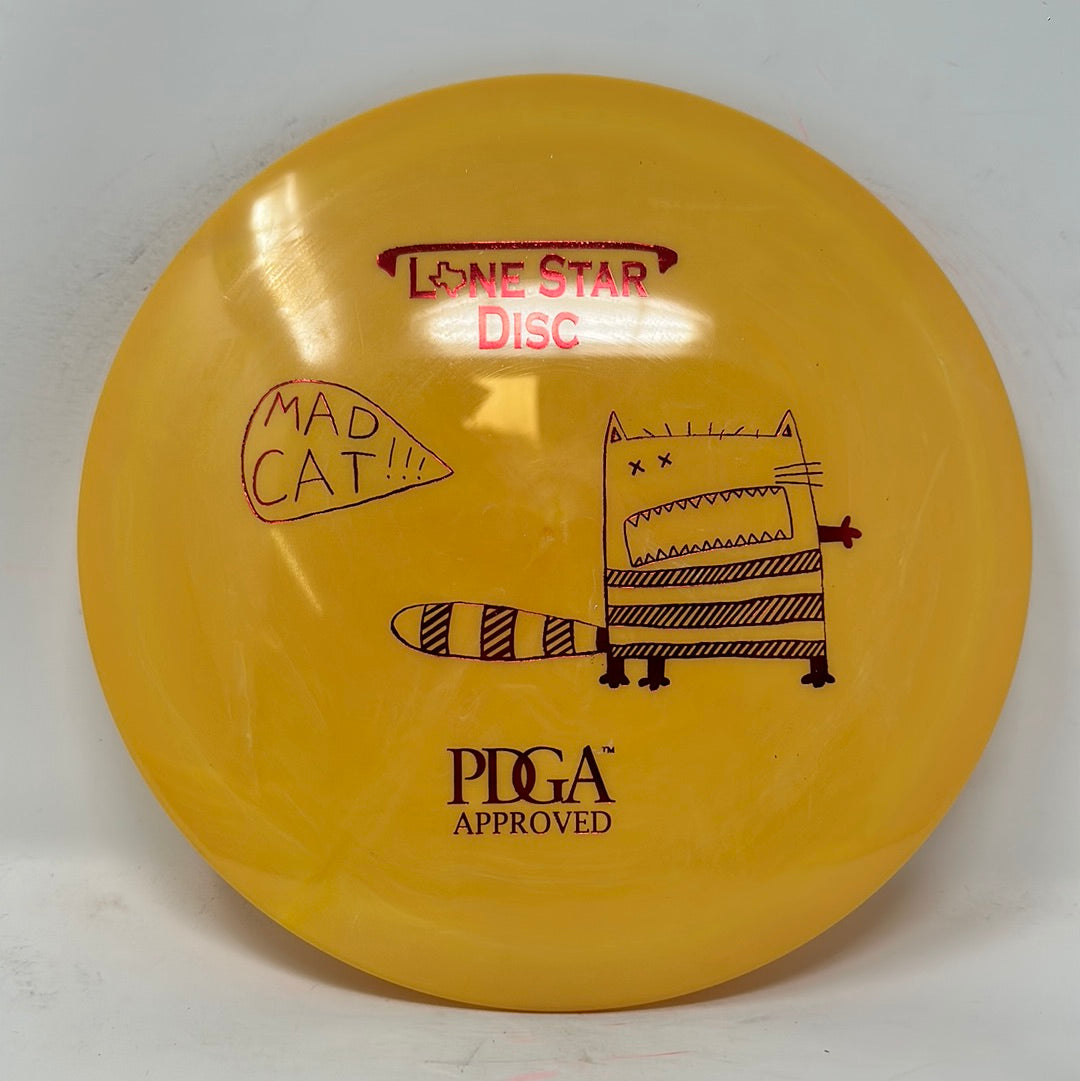 LONE STAR
DISC
MAD
CAT!!!
PDGA™
APPROVED